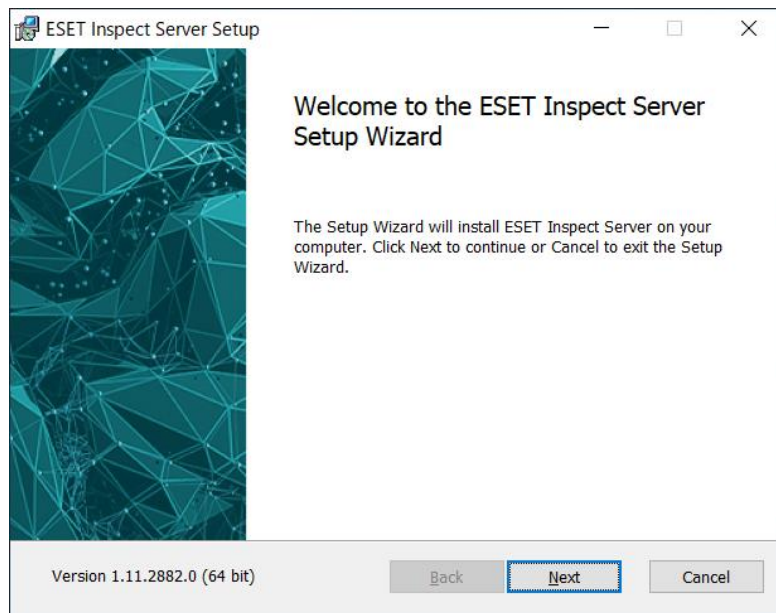 ESET Inspect Server Setup
Welcome to the ESET Inspect Server
Setup Wizard
The Setup Wizard will install ESET Inspect Server on your
computer. Click Next to continue or Cancel to exit the Setup
Wizard.
Version 1.11.2882.0 (64 bit)
Back
Next
Cancel